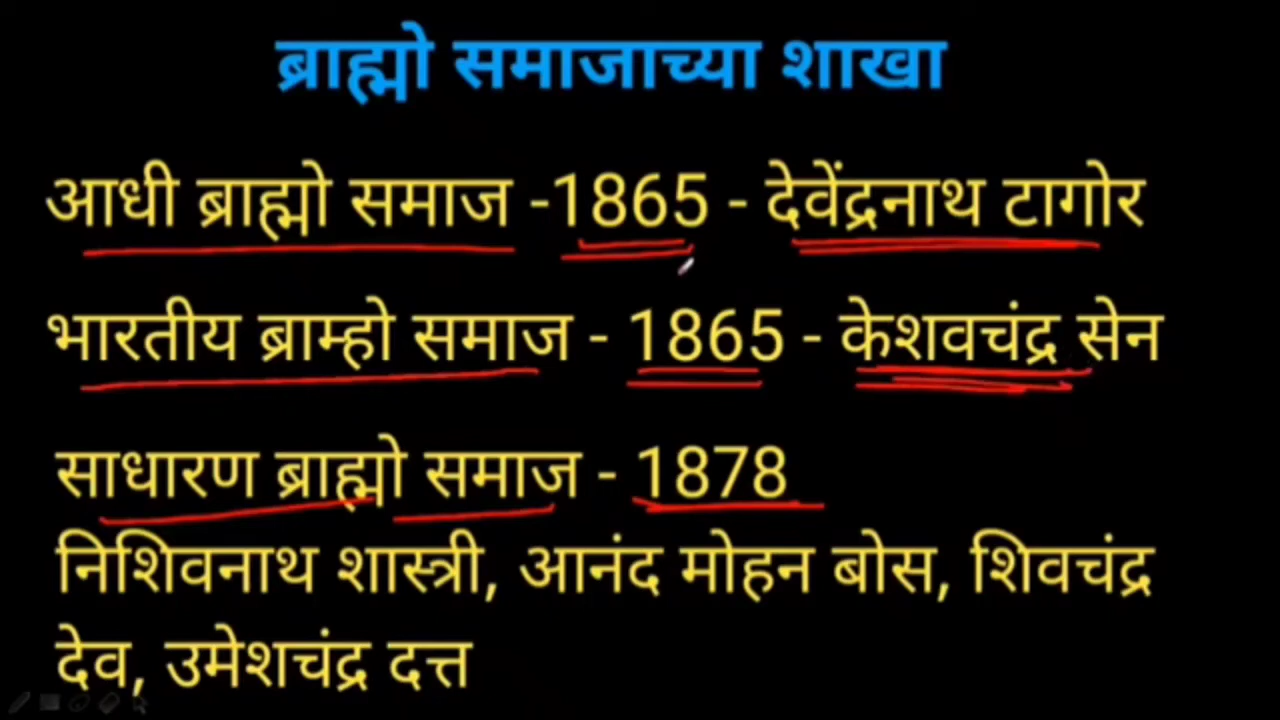 ब्राह्मो समाजाच्या शाखा
आधी ब्राह्मो समाज -1865 - देवेंद्रनाथ टागोर
भारतीय ब्राम्हो समाज - 1865 - केशवचंद्र सेन
साधारण ब्राह्मो समाज - 1878
निशिवनाथ शास्त्री, आनंद मोहन बोस, शिवचंद्र
देव, उमेशचंद्र दत्त